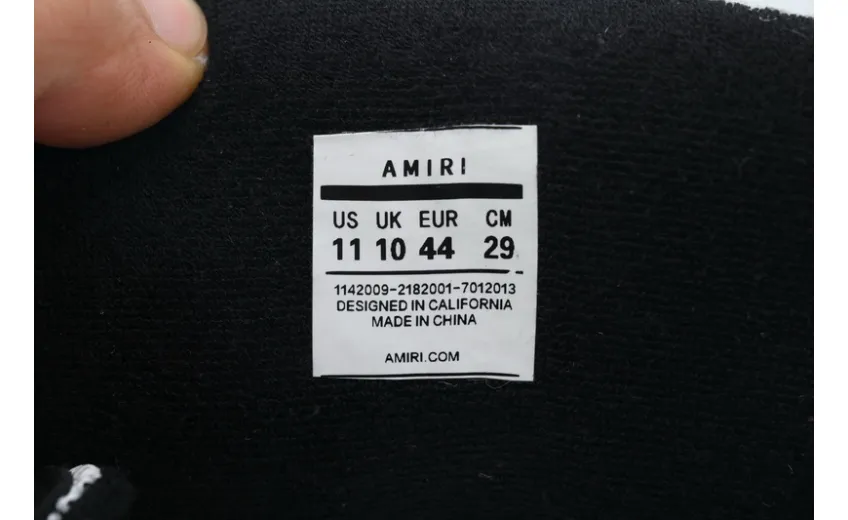 AMIRI
US UK EUR CM
11 10 44 29
1142009-2182001-7012013
DESIGNED IN CALIFORNIA
MADE IN CHINA
AMIRI.COM